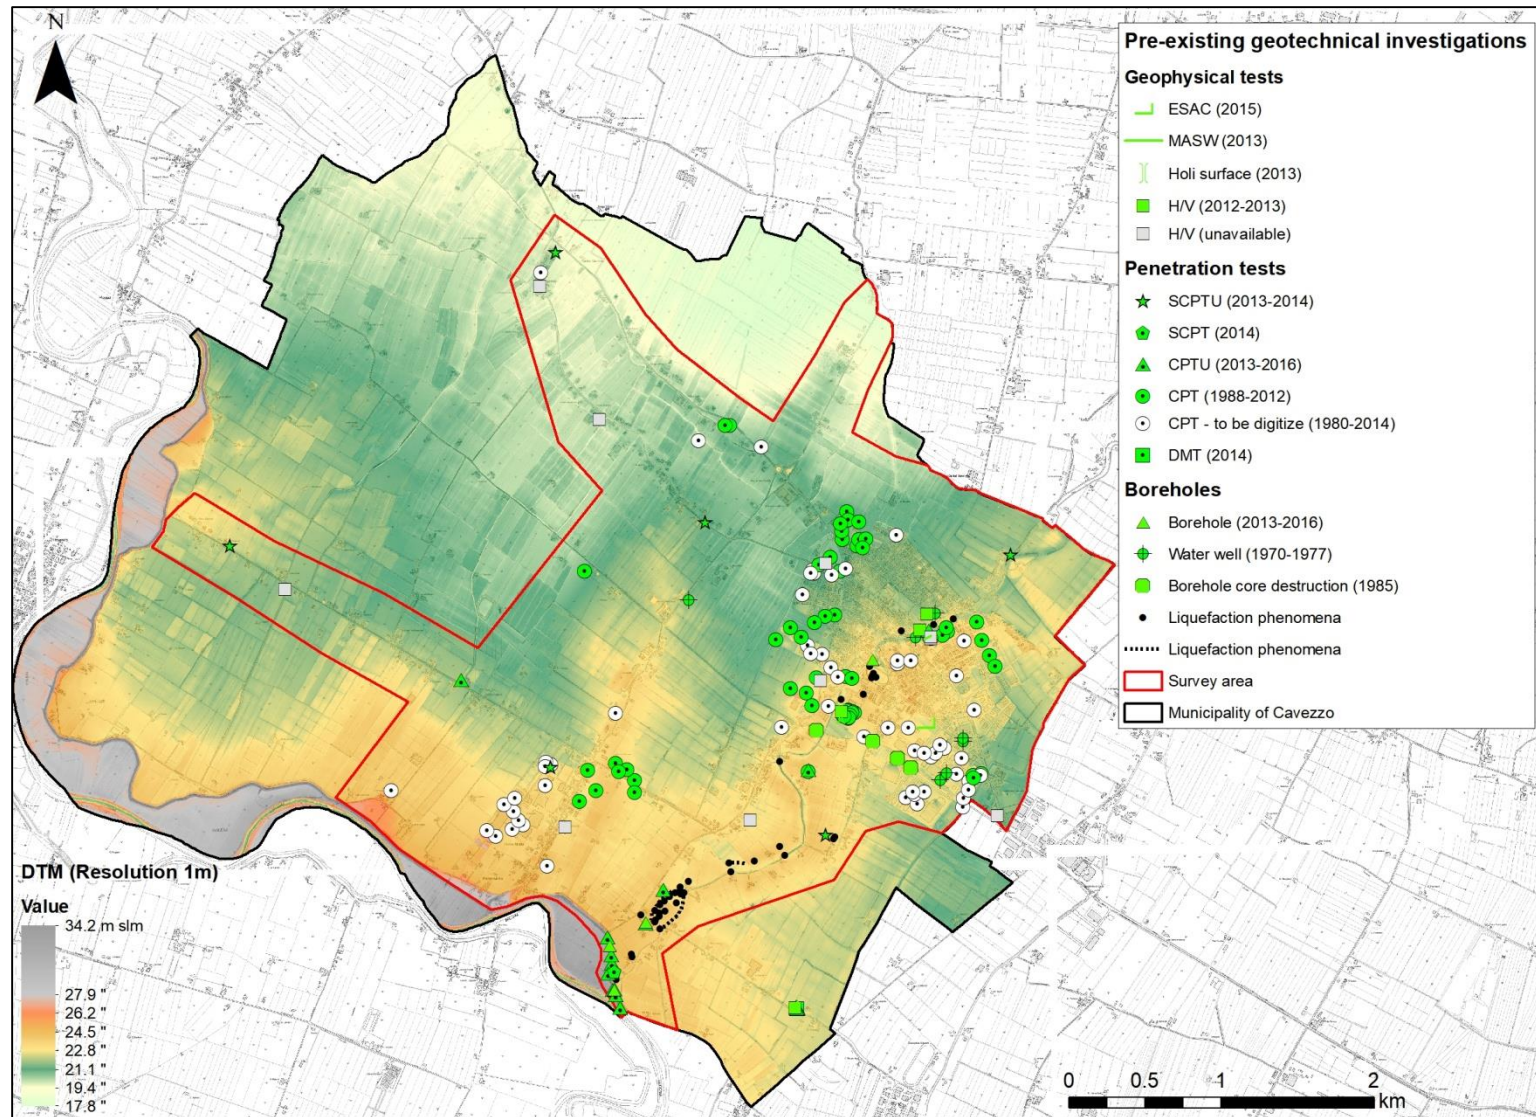 N
Pre-existing geotechnical investigations
Geophysical tests
ESAC (2015)
MASW (2013)
Holi surface (2013)
H/V (2012-2013)
H/V (unavailable)
Penetration tests
SCPTU (2013-2014)
SCPT (2014)
CPTU (2013-2016)
CPT (1988-2012)
CPT - to be digitize (1980-2014)
DMT (2014)
Boreholes
Borehole (2013-2016)
Water well (1970-1977)
Borehole core destruction (1985)
Liquefaction phenomena
Liquefaction phenomena
Survey area
Municipality of Cavezzo
DTM (Resolution 1m)
Value
34.2 m slm
27.9 "
26.2 "
24.5 "
22.8 "
21.1 "
19.4 "
17.8 "
0 0.5 1 2
km